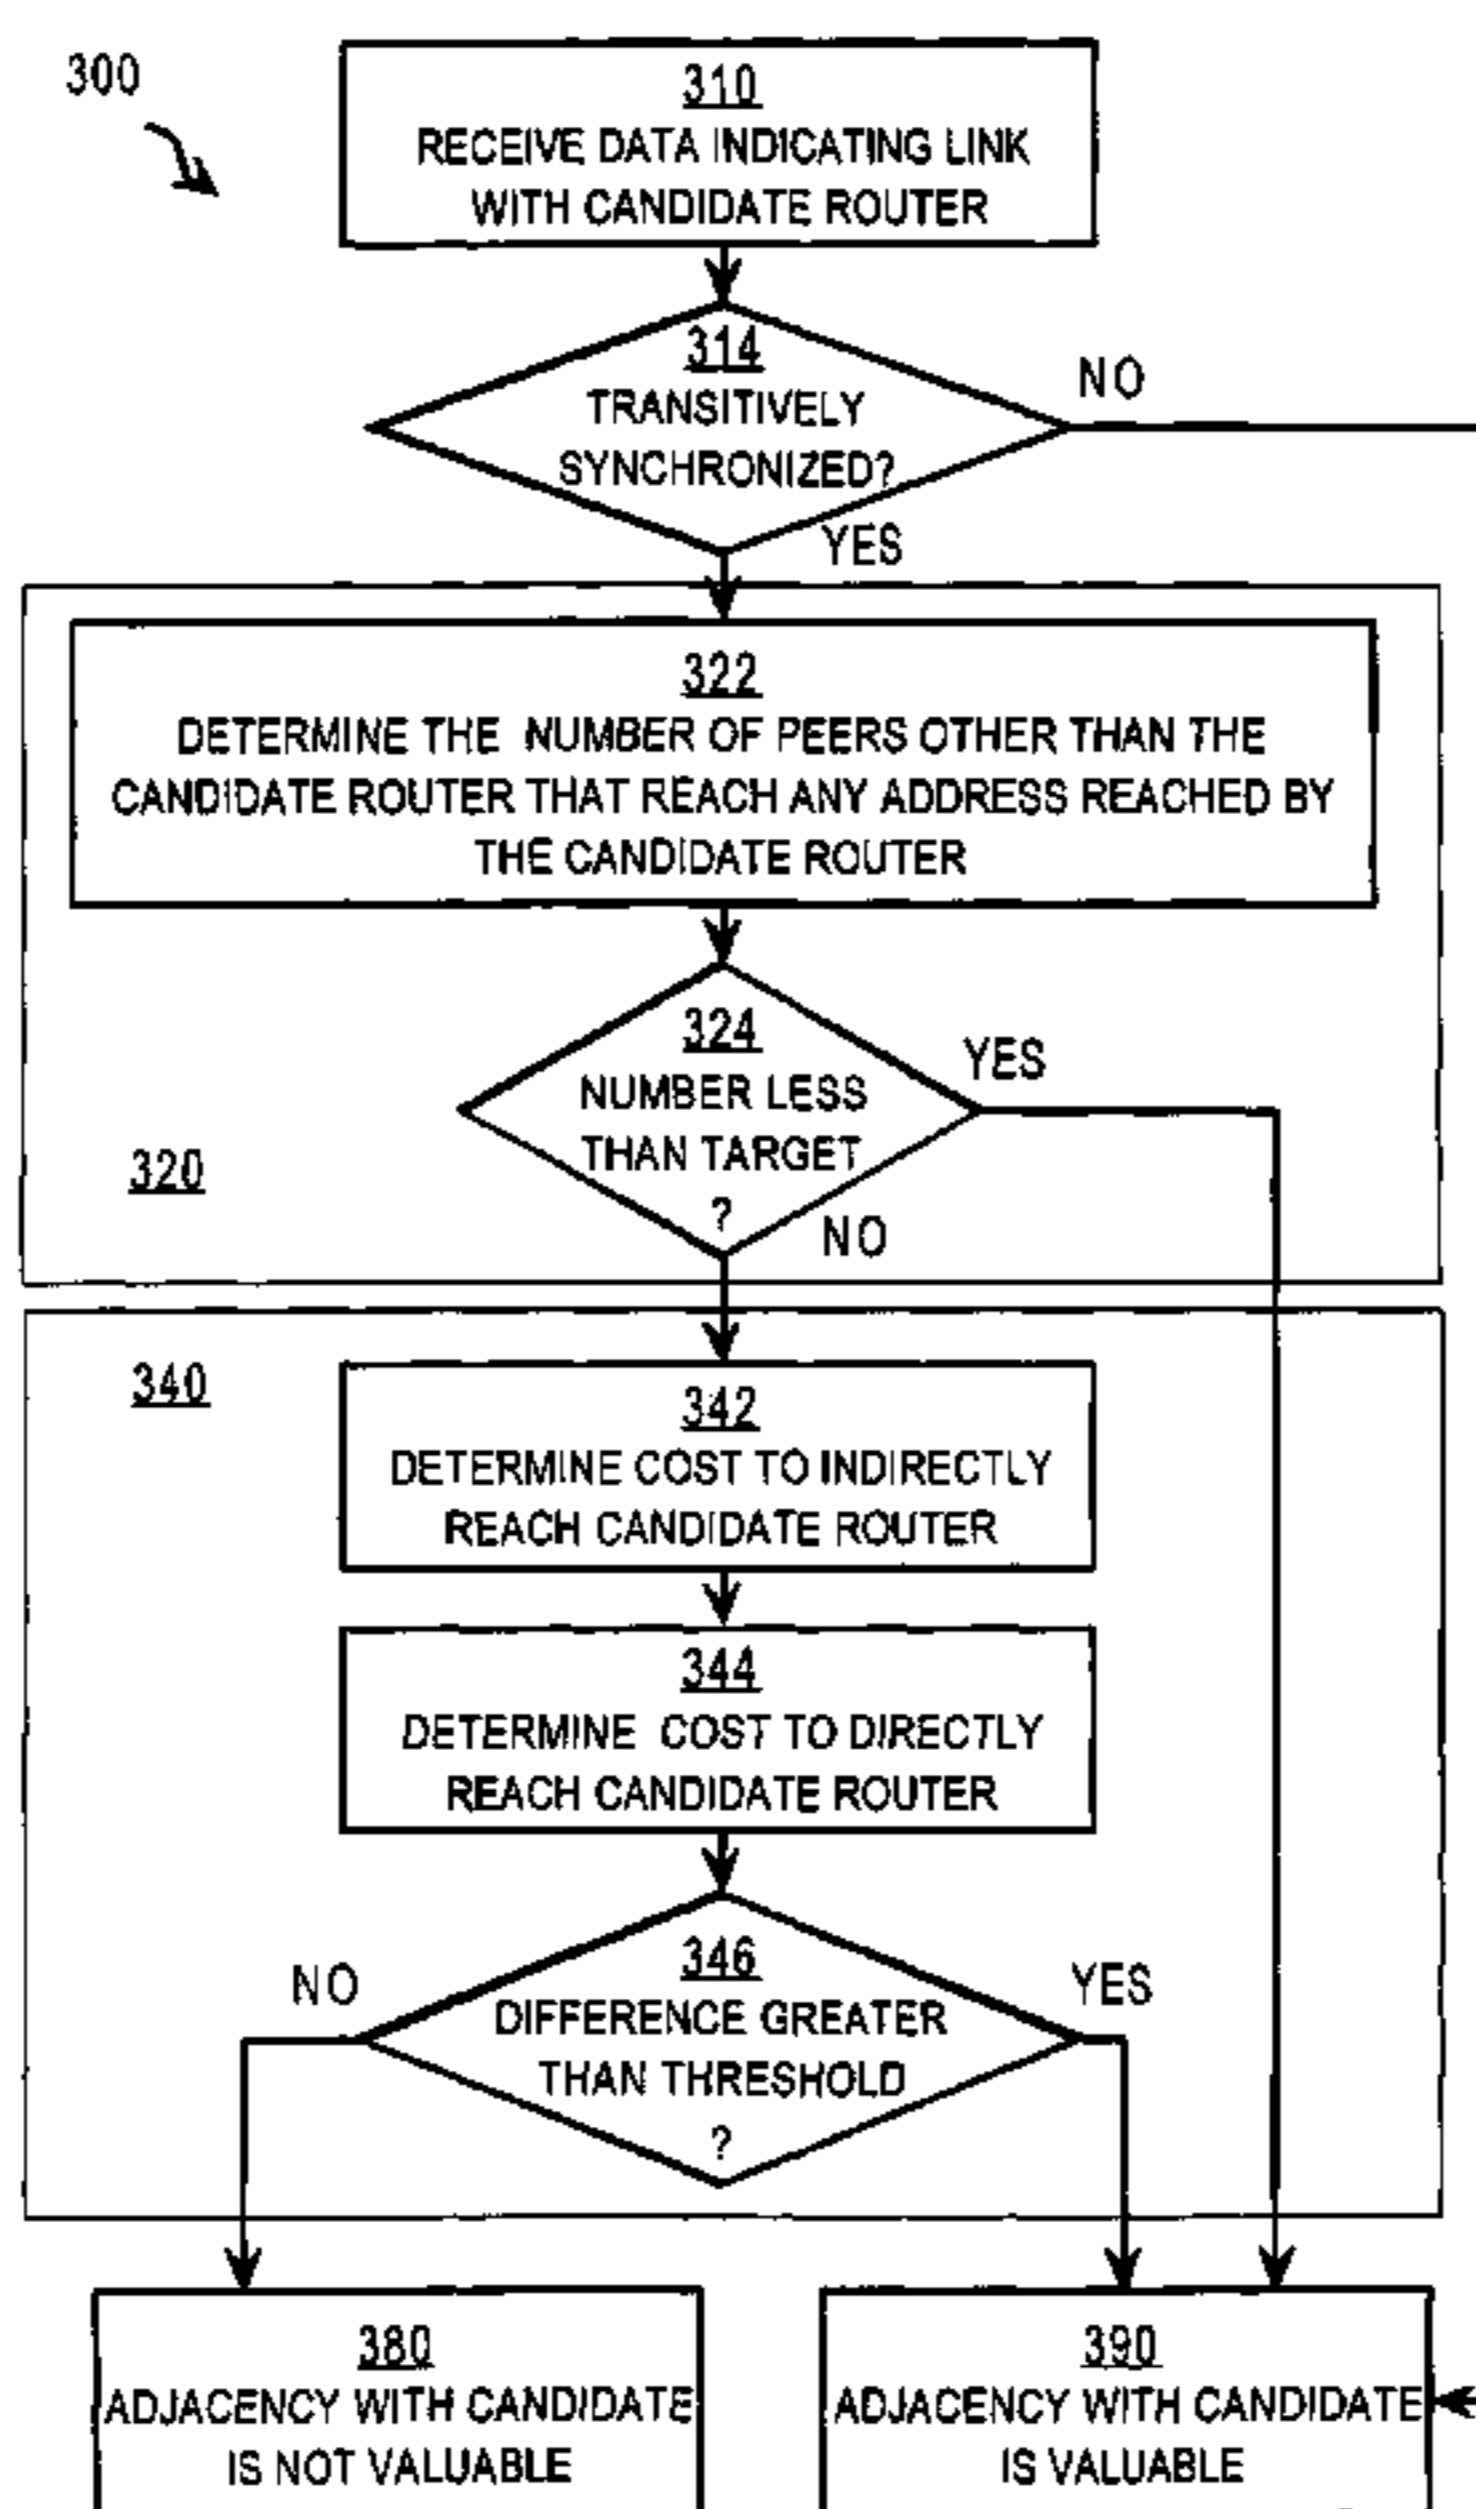 300
310
RECEIVE DATA INDICATING LINK
WITH CANDIDATE ROUTER
314
TRANSITIVELY
SYNCHRONIZED?
NO
YES
322
DETERMINE THE NUMBER OF PEERS OTHER THAN THE
CANDIDATE ROUTER THAT REACH ANY ADDRESS REACHED BY
THE CANDIDATE ROUTER
324
NUMBER LESS
THAN TARGET
?
YES
NO
320
340
342
DETERMINE COST TO INDIRECTLY
REACH CANDIDATE ROUTER
344
DETERMINE COST TO DIRECTLY
REACH CANDIDATE ROUTER
346
DIFFERENCE GREATER
THAN THRESHOLD
?
NO
YES
380
ADJACENCY WITH CANDIDATE
IS NOT VALUABLE
390
ADJACENCY WITH CANDIDATE
IS VALUABLE